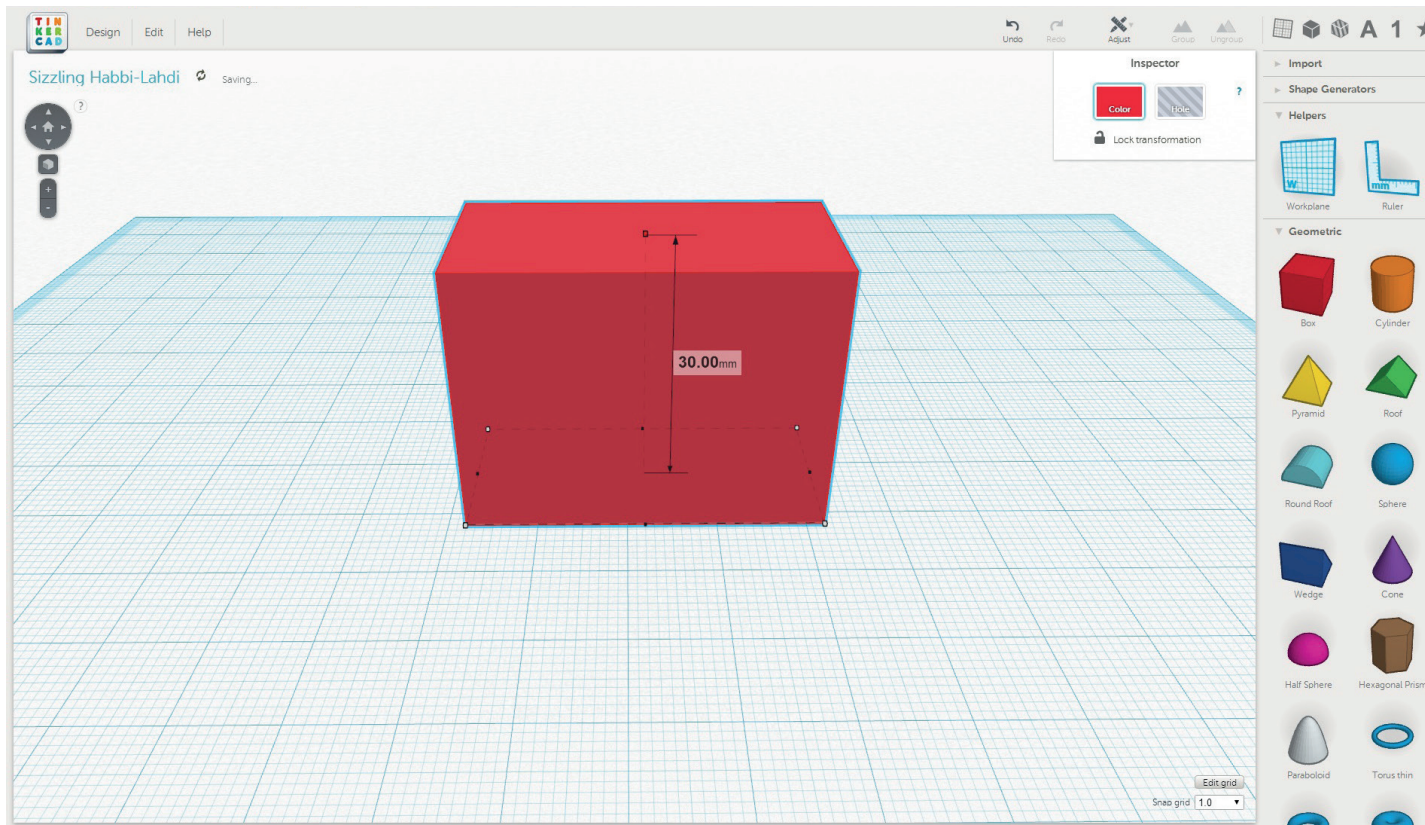 TIN
KER
CAD
Design Edit Help
Undo Redo Adjust Group Ungroup
A 1
Sizzling Habbi-Lahdi Saving...
?
+
-
Inspector
Color Hole
?
Lock transformation
30.00mm
Edit grid
Snap grid 1.0
Import
Shape Generators
Helpers
W mm
Workplane Ruler
Geometric
Box Cylinder
Pyramid Roof
Round Roof Sphere
Wedge Cone
Half Sphere Hexagonal Prism
Paraboloid Torus thin